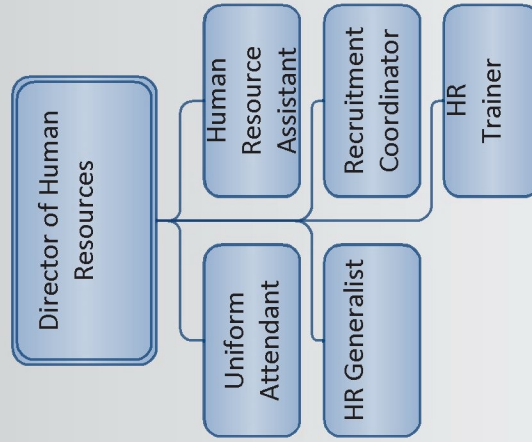 Director of Human
Resources
Uniform
Attendant
Human
Resource
Assistant
HR Generalist
Recruitment
Coordinator
HR
Trainer